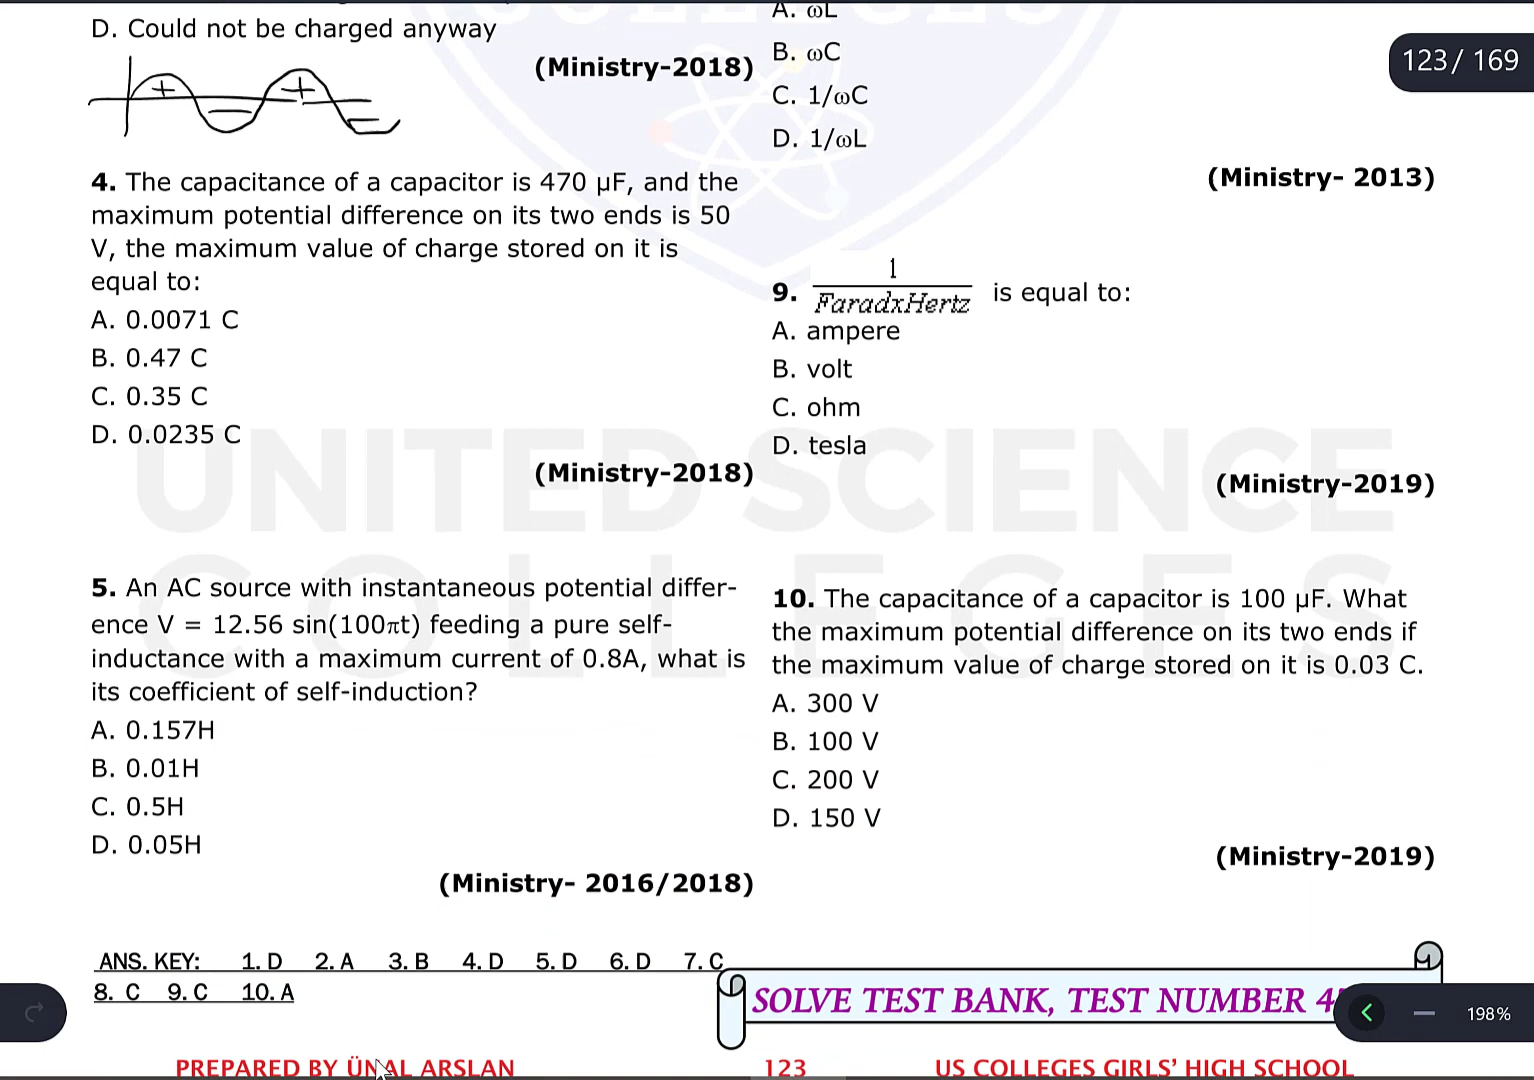 D. Could not be charged anyway
(Ministry-2018)
4. The capacitance of a capacitor is 470 µF, and the
maximum potential difference on its two ends is 50
V, the maximum value of charge stored on it is
equal to:
A. 0.0071 C
B. 0.47 C
C. 0.35 C
D. 0.0235 C
(Ministry-2018)
5. An AC source with instantaneous potential differ-
ence V = 12.56 sin(100πt) feeding a pure self-
inductance with a maximum current of 0.8A, what is
its coefficient of self-induction?
A. 0.157H
B. 0.01H
C. 0.5H
D. 0.05H
(Ministry- 2016/2018)
A. ωL
B. ωC
C. 1/ωC
D. 1/ωL
(Ministry- 2013)
9. 1/FaradxHertz is equal to:
A. ampere
B. volt
C. ohm
D. tesla
(Ministry-2019)
10. The capacitance of a capacitor is 100 µF. What
the maximum potential difference on its two ends if
the maximum value of charge stored on it is 0.03 C.
A. 300 V
B. 100 V
C. 200 V
D. 150 V
(Ministry-2019)
ANS. KEY: 1. D 2. A 3. B 4. D 5. D 6. D 7. C
8. C 9. C 10. A
SOLVE TEST BANK, TEST NUMBER
PREPARED BY ÜNAL ARSLAN
123
US COLLEGES GIRLS' HIGH SCHOOL
UNITED SCIENCE
COLLEGES
123/ 169
198%